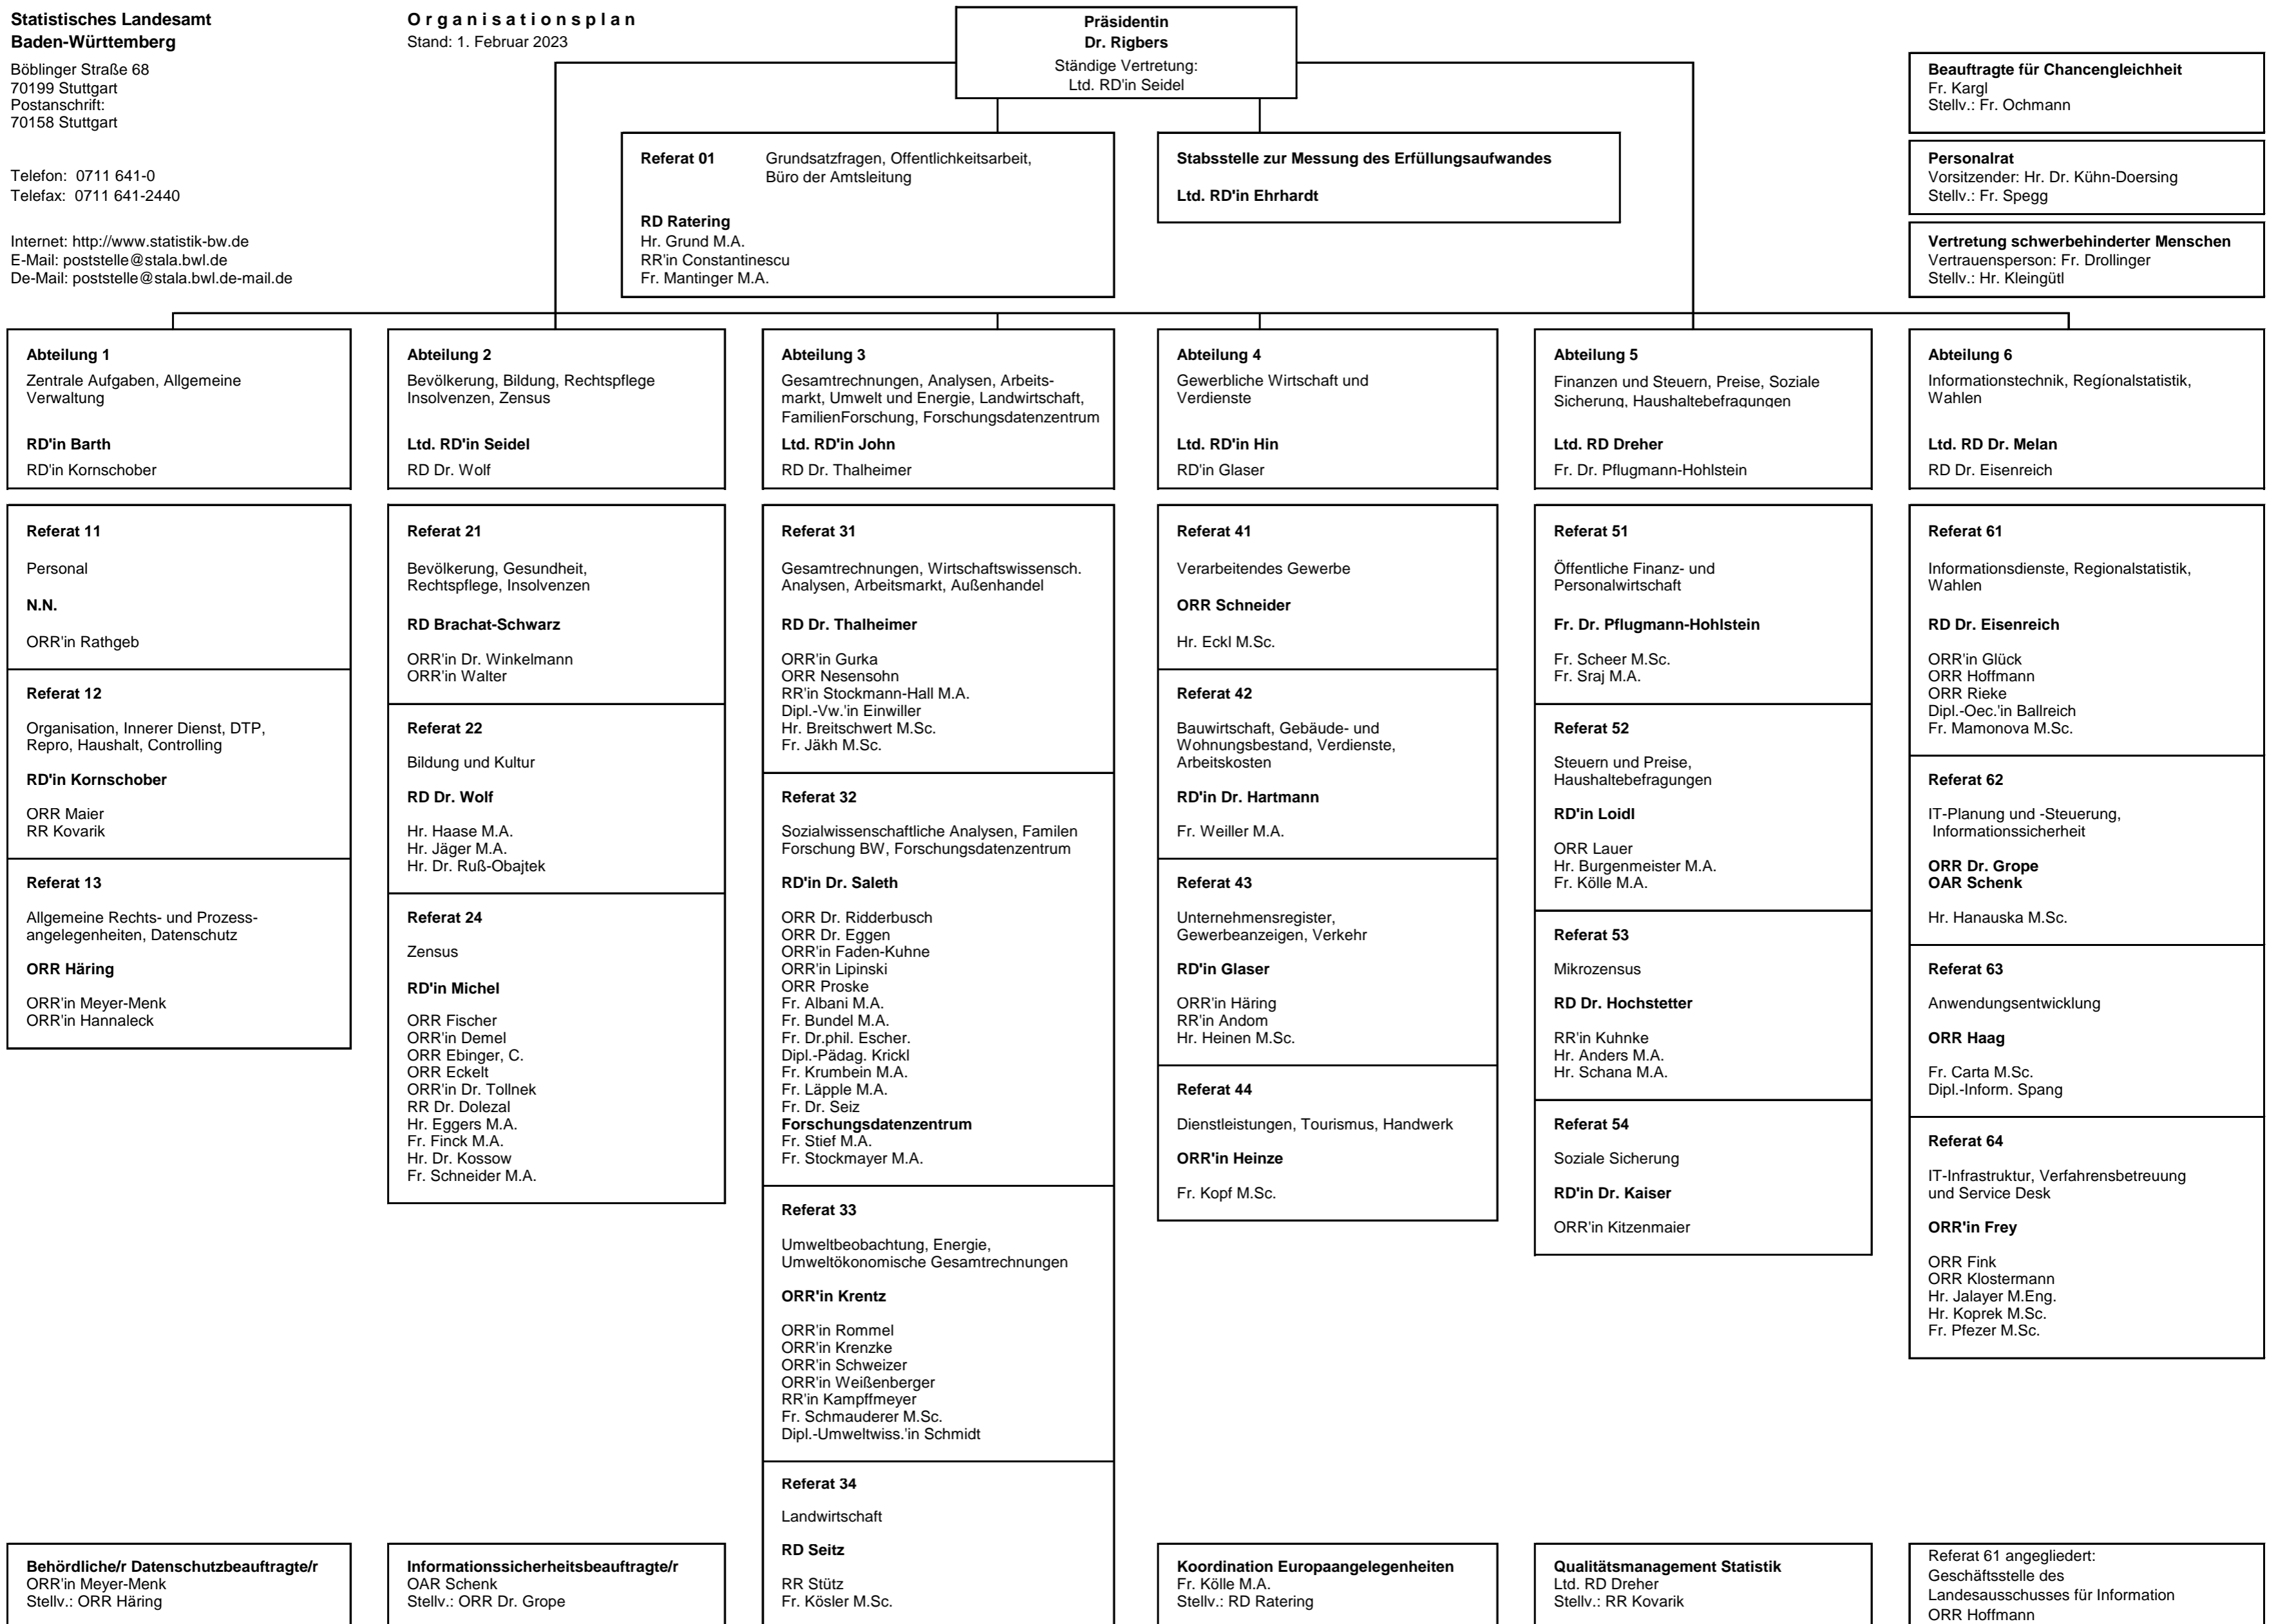 Statistisches Landesamt
Baden-Württemberg
Böblinger Straße 68
70199 Stuttgart
Postanschrift:
70158 Stuttgart
Telefon: 0711 641-0
Telefax: 0711 641-2440
Internet: http://www.statistik-bw.de
E-Mail: poststelle@stala.bwl.de
De-Mail: poststelle@stala.bwl.de-mail.de
O r g a n i s a t i o n s p l a n
Stand: 1. Februar 2023
Präsidentin
Dr. Rigbers
Ständige Vertretung:
Ltd. RD'in Seidel
Referat 01 Grundsatzfragen, Offentlichkeitsarbeit,
Büro der Amtsleitung
RD Ratering
Hr. Grund M.A.
RR'in Constantinescu
Fr. Mantinger M.A.
Stabsstelle zur Messung des Erfüllungsaufwandes
Ltd. RD'in Ehrhardt
Beauftragte für Chancengleichheit
Fr. Kargl
Stellv.: Fr. Ochmann
Personalrat
Vorsitzender: Hr. Dr. Kühn-Doersing
Stellv.: Fr. Spegg
Vertretung schwerbehinderter Menschen
Vertrauensperson: Fr. Drollinger
Stellv.: Hr. Kleingütl
Abteilung 1
Zentrale Aufgaben, Allgemeine
Verwaltung
RD'in Barth
RD'in Kornschober
Abteilung 2
Bevölkerung, Bildung, Rechtspflege
Insolvenzen, Zensus
Ltd. RD'in Seidel
RD Dr. Wolf
Abteilung 3
Gesamtrechnungen, Analysen, Arbeits-
markt, Umwelt und Energie, Landwirtschaft,
FamilienForschung, Forschungsdatenzentrum
Ltd. RD'in John
RD Dr. Thalheimer
Abteilung 4
Gewerbliche Wirtschaft und
Verdienste
Ltd. RD'in Hin
RD'in Glaser
Abteilung 5
Finanzen und Steuern, Preise, Soziale
Sicherung, Haushaltebefragungen
Ltd. RD Dreher
Fr. Dr. Pflugmann-Hohlstein
Abteilung 6
Informationstechnik, Regíonalstatistik,
Wahlen
Ltd. RD Dr. Melan
RD Dr. Eisenreich
Referat 11
Personal
N.N.
ORR'in Rathgeb
Referat 12
Organisation, Innerer Dienst, DTP,
Repro, Haushalt, Controlling
RD'in Kornschober
ORR Maier
RR Kovarik
Referat 13
Allgemeine Rechts- und Prozess-
angelegenheiten, Datenschutz
ORR Häring
ORR'in Meyer-Menk
ORR'in Hannaleck
Referat 21
Bevölkerung, Gesundheit,
Rechtspflege, Insolvenzen
RD Brachat-Schwarz
ORR'in Dr. Winkelmann
ORR'in Walter
Referat 22
Bildung und Kultur
RD Dr. Wolf
Hr. Haase M.A.
Hr. Jäger M.A.
Hr. Dr. Ruß-Obajtek
Referat 24
Zensus
RD'in Michel
ORR Fischer
ORR'in Demel
ORR Ebinger, C.
ORR Eckelt
ORR'in Dr. Tollnek
RR Dr. Dolezal
Hr. Eggers M.A.
Fr. Finck M.A.
Hr. Dr. Kossow
Fr. Schneider M.A.
Referat 31
Gesamtrechnungen, Wirtschaftswissensch.
Analysen, Arbeitsmarkt, Außenhandel
RD Dr. Thalheimer
ORR'in Gurka
ORR Nesensohn
RR'in Stockmann-Hall M.A.
Dipl.-Vw.'in Einwiller
Hr. Breitschwert M.Sc.
Fr. Jäkh M.Sc.
Referat 32
Sozialwissenschaftliche Analysen, Familen
Forschung BW, Forschungsdatenzentrum
RD'in Dr. Saleth
ORR Dr. Ridderbusch
ORR Dr. Eggen
ORR'in Faden-Kuhne
ORR'in Lipinski
ORR Proske
Fr. Albani M.A.
Fr. Bundel M.A.
Fr. Dr.phil. Escher.
Dipl.-Pädag. Krickl
Fr. Krumbein M.A.
Fr. Läpple M.A.
Fr. Dr. Seiz
Forschungsdatenzentrum
Fr. Stief M.A.
Fr. Stockmayer M.A.
Referat 33
Umweltbeobachtung, Energie,
Umweltökonomische Gesamtrechnungen
ORR'in Krentz
ORR'in Rommel
ORR'in Krenzke
ORR'in Schweizer
ORR'in Weißenberger
RR'in Kampffmeyer
Fr. Schmauderer M.Sc.
Dipl.-Umweltwiss.'in Schmidt
Referat 34
Landwirtschaft
RD Seitz
RR Stütz
Fr. Kösler M.Sc.
Referat 41
Verarbeitendes Gewerbe
ORR Schneider
Hr. Eckl M.Sc.
Referat 42
Bauwirtschaft, Gebäude- und
Wohnungsbestand, Verdienste,
Arbeitskosten
RD'in Dr. Hartmann
Fr. Weiller M.A.
Referat 43
Unternehmensregister,
Gewerbeanzeigen, Verkehr
RD'in Glaser
ORR'in Häring
RR'in Andom
Hr. Heinen M.Sc.
Referat 44
Dienstleistungen, Tourismus, Handwerk
ORR'in Heinze
Fr. Kopf M.Sc.
Referat 51
Öffentliche Finanz- und
Personalwirtschaft
Fr. Dr. Pflugmann-Hohlstein
Fr. Scheer M.Sc.
Fr. Sraj M.A.
Referat 52
Steuern und Preise,
Haushaltebefragungen
RD'in Loidl
ORR Lauer
Hr. Burgenmeister M.A.
Fr. Kölle M.A.
Referat 53
Mikrozensus
RD Dr. Hochstetter
RR'in Kuhnke
Hr. Anders M.A.
Hr. Schana M.A.
Referat 54
Soziale Sicherung
RD'in Dr. Kaiser
ORR'in Kitzenmaier
Referat 61
Informationsdienste, Regionalstatistik,
Wahlen
RD Dr. Eisenreich
ORR'in Glück
ORR Hoffmann
ORR Rieke
Dipl.-Oec.'in Ballreich
Fr. Mamonova M.Sc.
Referat 62
IT-Planung und -Steuerung,
Informationssicherheit
ORR Dr. Grope
OAR Schenk
Hr. Hanauska M.Sc.
Referat 63
Anwendungsentwicklung
ORR Haag
Fr. Carta M.Sc.
Dipl.-Inform. Spang
Referat 64
IT-Infrastruktur, Verfahrensbetreuung
und Service Desk
ORR'in Frey
ORR Fink
ORR Klostermann
Hr. Jalayer M.Eng.
Hr. Koprek M.Sc.
Fr. Pfezer M.Sc.
Behördliche/r Datenschutzbeauftragte/r
ORR'in Meyer-Menk
Stellv.: ORR Häring
Informationssicherheitsbeauftragte/r
OAR Schenk
Stellv.: ORR Dr. Grope
Koordination Europaangelegenheiten
Fr. Kölle M.A.
Stellv.: RD Ratering
Qualitätsmanagement Statistik
Ltd. RD Dreher
Stellv.: RR Kovarik
Referat 61 angegliedert:
Geschäftsstelle des
Landesausschusses für Information
ORR Hoffmann